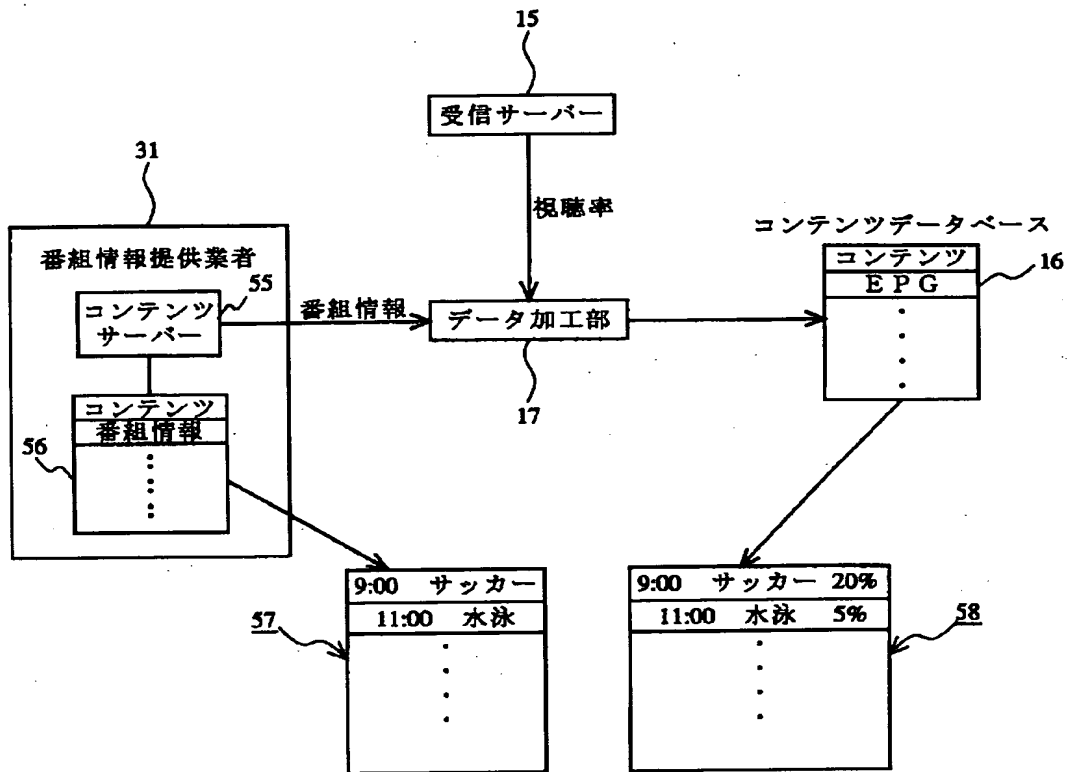 15
受信サーバー
31
視聴率
番組情報提供業者
55
コンテンツ
サーバー
番組情報
データ加工部
17
コンテンツデータベース
コンテンツ
EPG
16
コンテンツ
番組情報
56
9:00 サッカー
11:00 水泳
57
9:00 サッカー 20%
11:00 水泳 5%
58